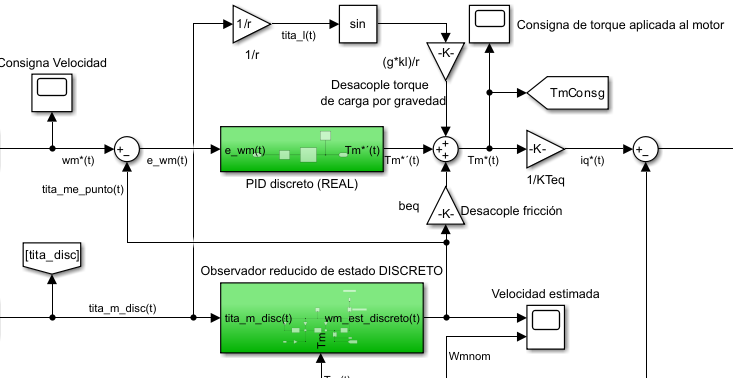 1/r
tita_l(t)
sin
1/r
-K-
(g*kl)/r
Consigna de torque aplicada al motor
Consigna Velocidad
Desacople torque
de carga por gravedad
TmConsg
wm*(t)
e_wm(t)
e_wm(t)
Tm*´(t)
Tm*´(t)
Tm*(t)
-K-
iq*(t)
1/KTeq
PID discreto (REAL)
tita_me_punto(t)
beq
-K-
Desacople fricción
[tita_disc]
Observador reducido de estado DISCRETO
tita_m_disc(t)
tita_m_disc(t)
wm_est_discreto(t)
Tm
Velocidad estimada
Wmnom